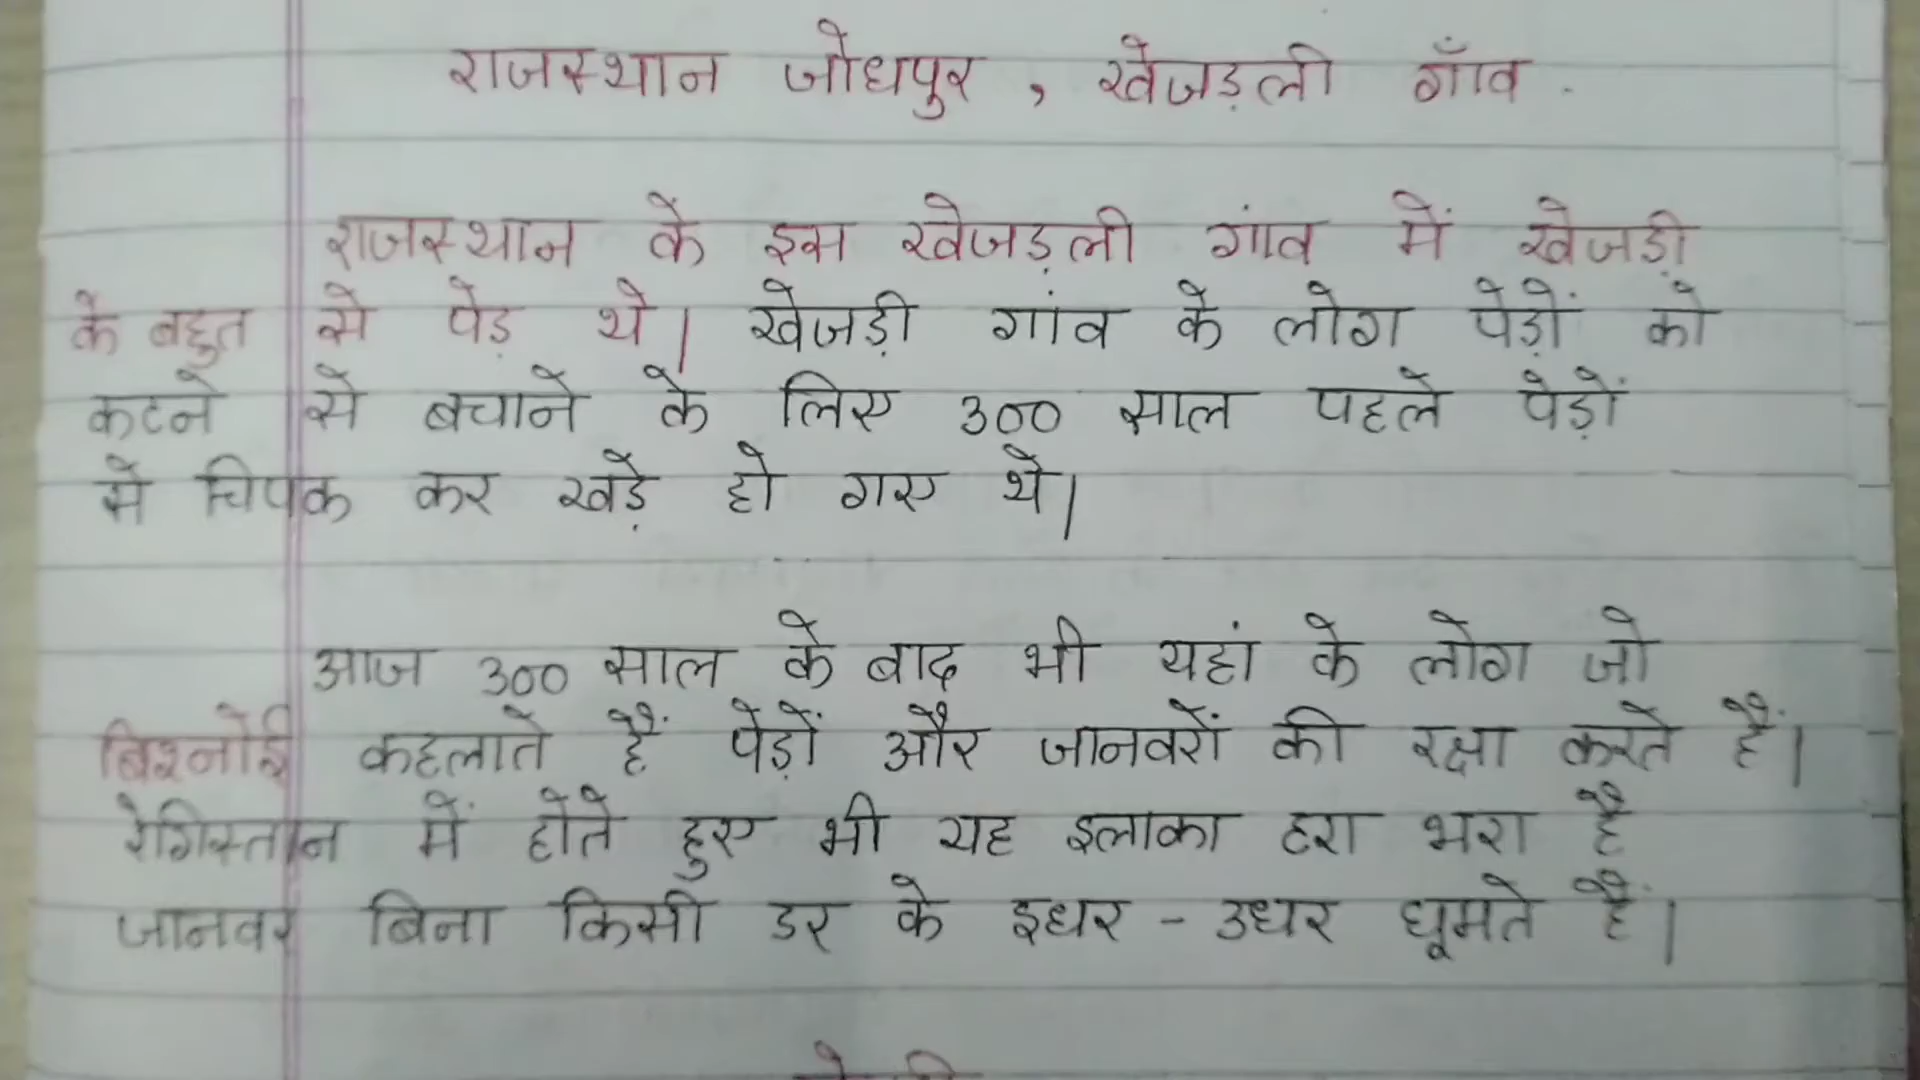 राजस्थान जोधपुर , खेजड़ली गाँव .
राजस्थान के इस खेजड़ली गांव में खेजड़ी
के बहुत से पेड़ थे। खेजड़ी गांव के लोग पेड़ों को
कटने से बचाने के लिए 300 साल पहले पेड़ों
से चिपक कर खड़े हो गए थे।
आज 300 साल के बाद भी यहां के लोग जो
बिश्नोई कहलाते हैं पेड़ों और जानवरों की रक्षा करते हैं।
रेगिस्तान में होते हुए भी यह इलाका हरा भरा है
जानवर बिना किसी डर के इधर - उधर घूमते हैं।